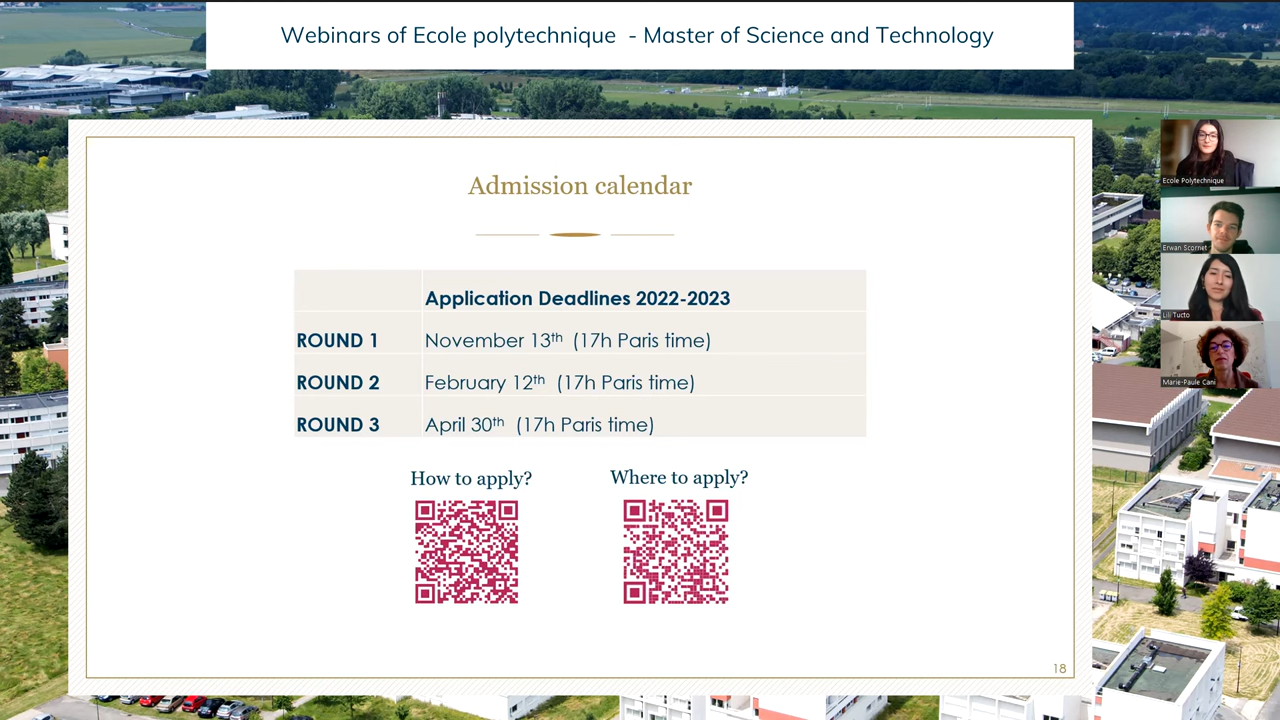 Webinars of Ecole polytechnique - Master of Science and Technology
Admission calendar
Application Deadlines 2022-2023
ROUND 1 November 13th (17h Paris time)
ROUND 2 February 12th (17h Paris time)
ROUND 3 April 30th (17h Paris time)
How to apply? Where to apply?
18
Ecole Polytechnique
Erwan Scornet
Lili Tucto
Marie-Paule Cani